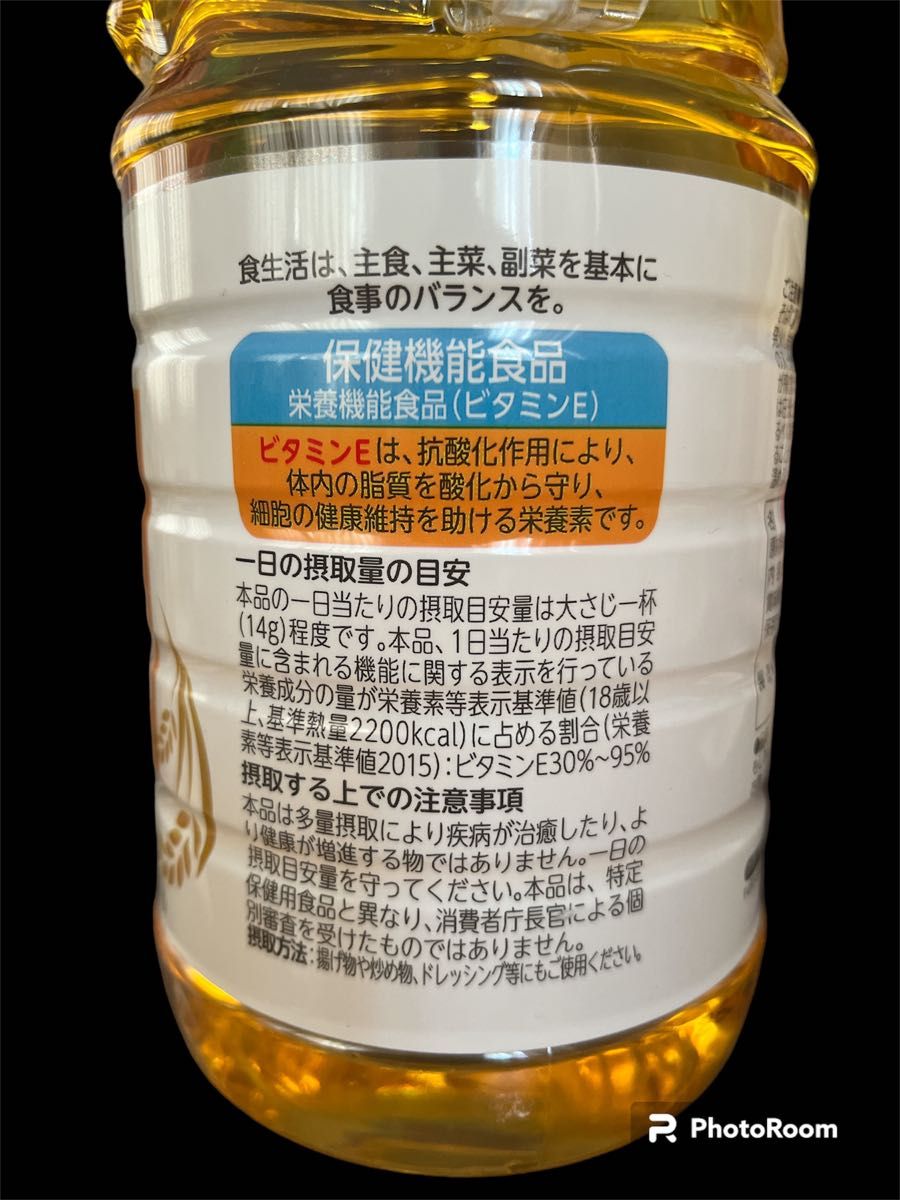 食生活は、主食、主菜、副菜を基本に
食事のバランスを。
保健機能食品
栄養機能食品(ビタミンE)
ビタミンEは、抗酸化作用により、
体内の脂質を酸化から守り、
細胞の健康維持を助ける栄養素です。
一日の摂取量の目安
本品の一日当たりの摂取目安量は大さじ一杯
(14g)程度です。本品、1日当たりの摂取目安
量に含まれる機能に関する表示を行っている
栄養成分の量が栄養素等表示基準値(18歳以
上、基準熱量2200kcal)に占める割合(栄養
素等表示基準値2015):ビタミンE30%~95%
摂取する上での注意事項
本品は多量摂取により疾病が治癒したり、よ
り健康が増進する物ではありません。一日の
摂取目安量を守ってください。本品は、特定
保健用食品と異なり、消費者庁長官による個
別審査を受けたものではありません。
摂取方法:揚げ物や炒め物、ドレッシング等にもご使用ください。
PhotoRoom